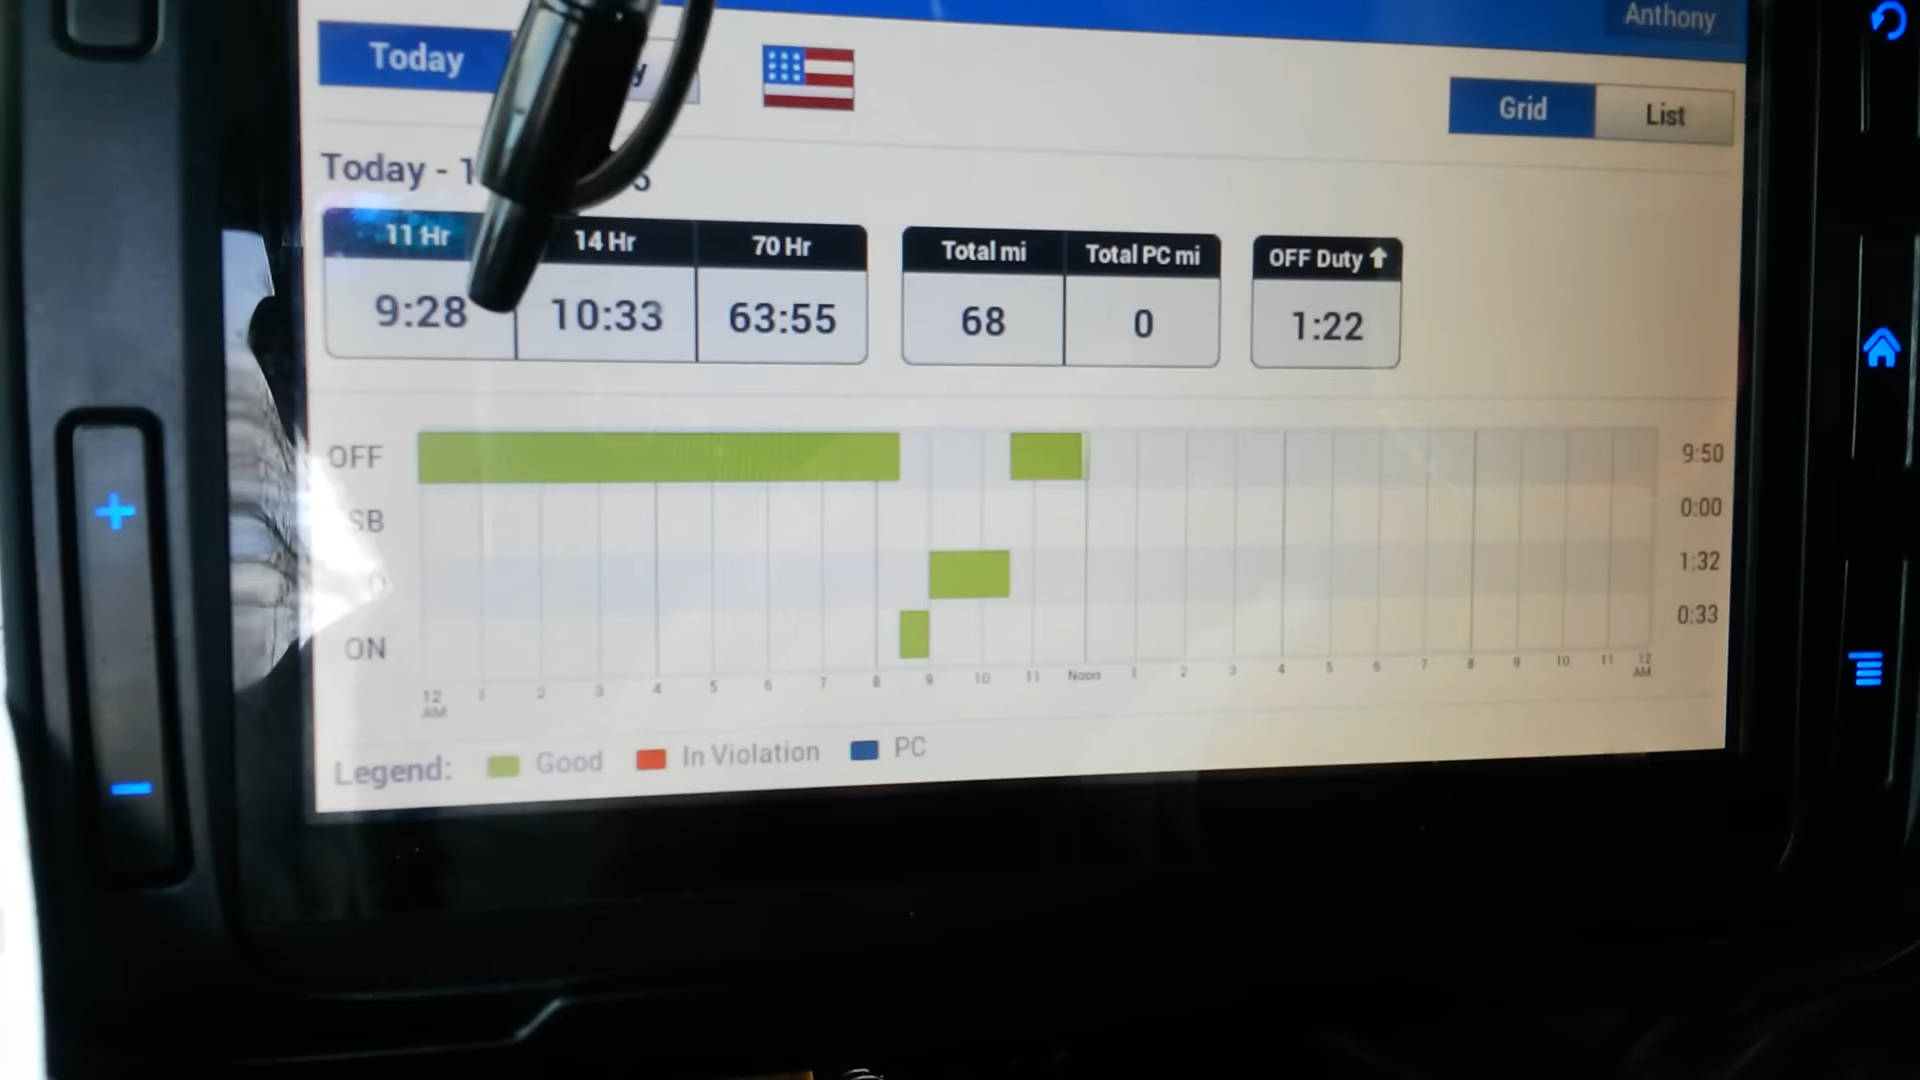 Anthony
Today
Grid List
Today -
11 Hr 14 Hr 70 Hr Total mi Total PC mi OFF Duty
9:28 10:33 63:55 68 0 1:22
OFF 9:50
SB 0:00
1:32
ON 0:33
12 AM 1 2 3 4 5 6 7 8 9 10 11 Noon 1 2 3 4 5 6 7 8 9 10 11 12 AM
Legend: Good In Violation PC